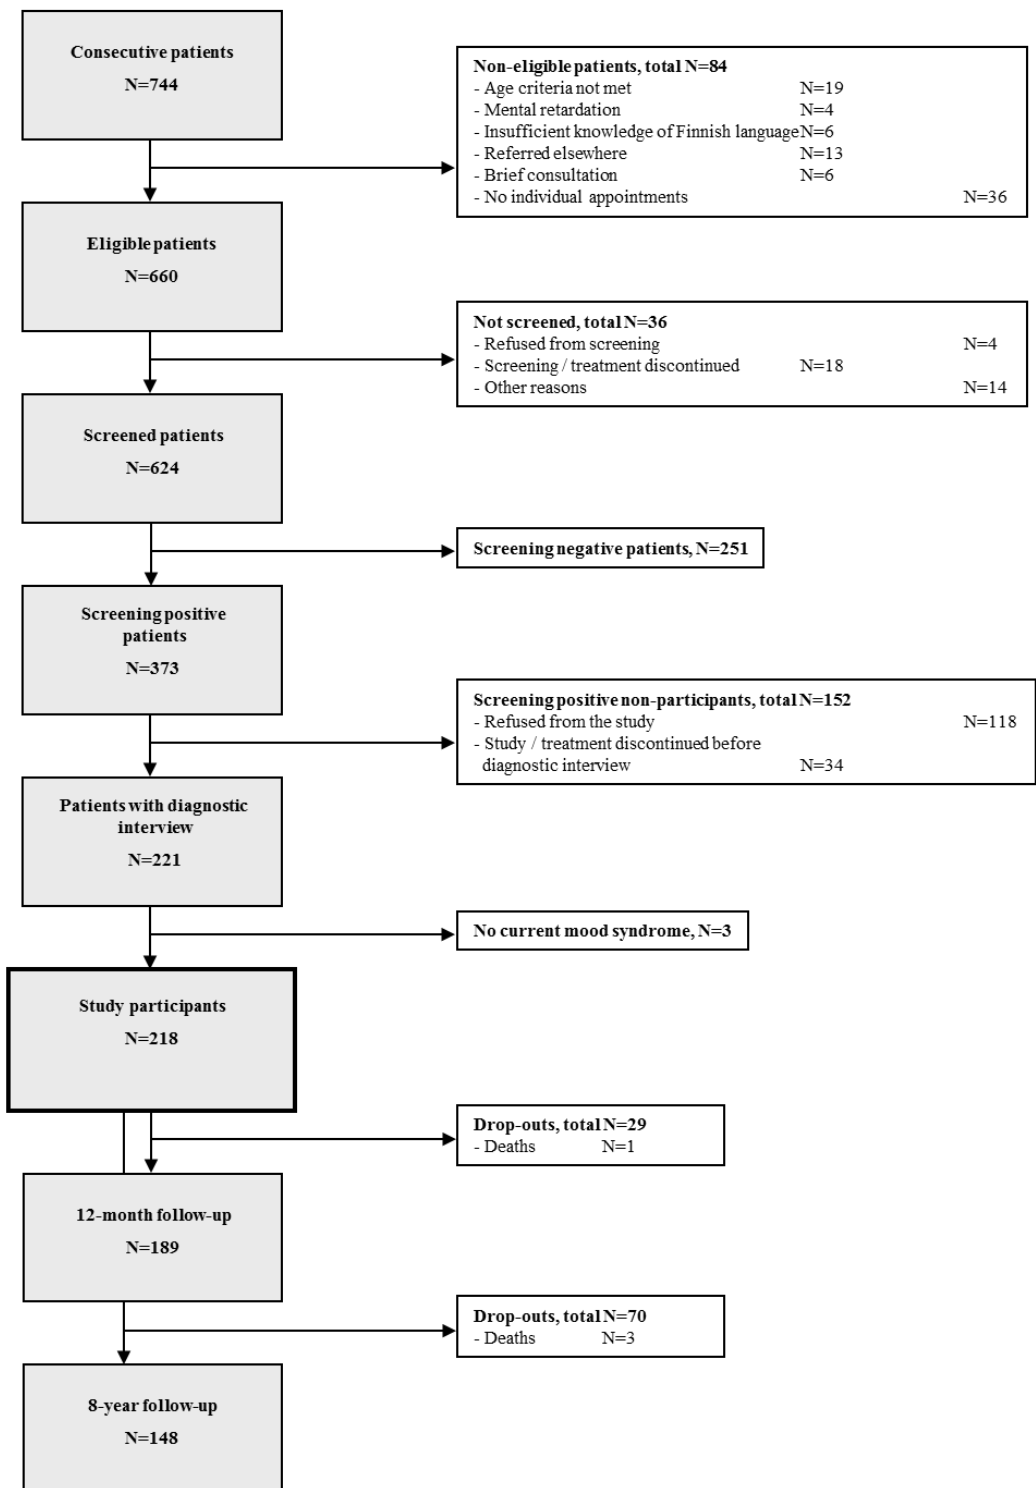 Consecutive patients
N=744
Non-eligible patients, total N=84
- Age criteria not met N=19
- Mental retardation N=4
- Insufficient knowledge of Finnish language N=6
- Referred elsewhere N=13
- Brief consultation N=6
- No individual appointments N=36
Eligible patients
N=660
Not screened, total N=36
- Refused from screening N=4
- Screening / treatment discontinued N=18
- Other reasons N=14
Screened patients
N=624
Screening negative patients, N=251
Screening positive
patients
N=373
Screening positive non-participants, total N=152
- Refused from the study N=118
- Study / treatment discontinued before
diagnostic interview N=34
Patients with diagnostic
interview
N=221
No current mood syndrome, N=3
Study participants
N=218
Drop-outs, total N=29
- Deaths N=1
12-month follow-up
N=189
Drop-outs, total N=70
- Deaths N=3
8-year follow-up
N=148